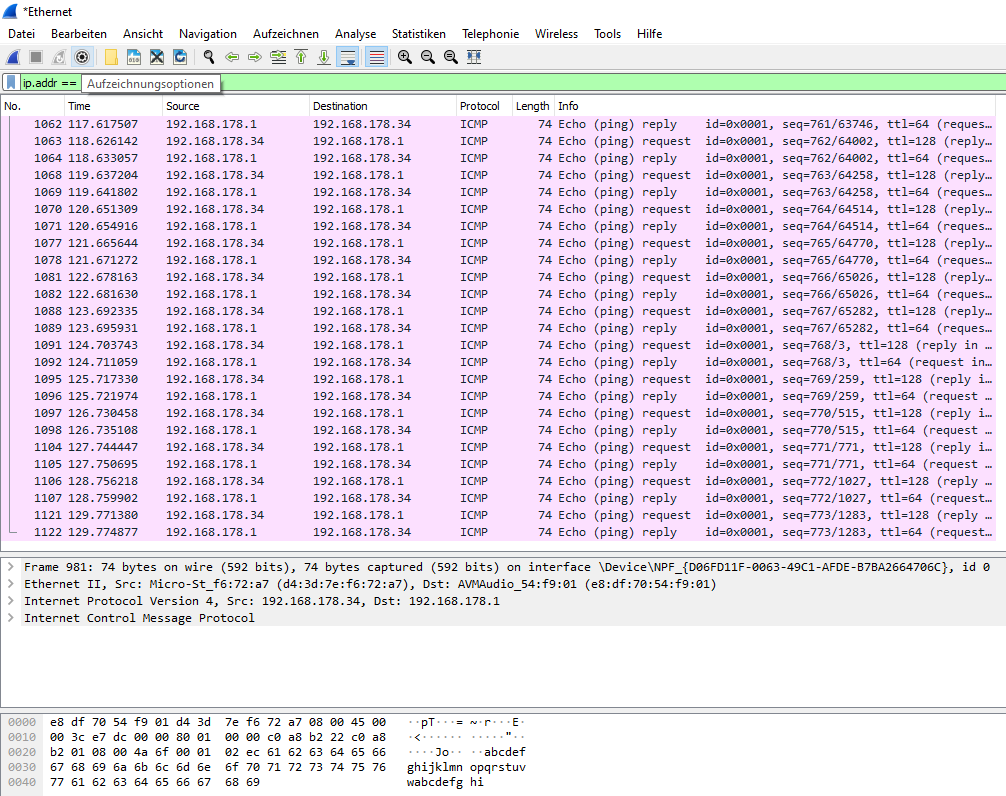 *Ethernet
Datei Bearbeiten Ansicht Navigation Aufzeichnen Analyse Statistiken Telephonie Wireless Tools Hilfe
ip.addr == Aufzeichnungsoptionen
No. Time Source Destination Protocol Length Info
1062 117.617507 192.168.178.1 192.168.178.34 ICMP 74 Echo (ping) reply id=0x0001, seq=761/63746, ttl=64 (reques…
1063 118.626142 192.168.178.34 192.168.178.1 ICMP 74 Echo (ping) request id=0x0001, seq=762/64002, ttl=128 (reply…
1064 118.633057 192.168.178.1 192.168.178.34 ICMP 74 Echo (ping) reply id=0x0001, seq=762/64002, ttl=64 (reques…
1068 119.637204 192.168.178.34 192.168.178.1 ICMP 74 Echo (ping) request id=0x0001, seq=763/64258, ttl=128 (reply…
1069 119.641802 192.168.178.1 192.168.178.34 ICMP 74 Echo (ping) reply id=0x0001, seq=763/64258, ttl=64 (reques…
1070 120.651309 192.168.178.34 192.168.178.1 ICMP 74 Echo (ping) request id=0x0001, seq=764/64514, ttl=128 (reply…
1071 120.654916 192.168.178.1 192.168.178.34 ICMP 74 Echo (ping) reply id=0x0001, seq=764/64514, ttl=64 (reques…
1077 121.665644 192.168.178.34 192.168.178.1 ICMP 74 Echo (ping) request id=0x0001, seq=765/64770, ttl=128 (reply…
1078 121.671272 192.168.178.1 192.168.178.34 ICMP 74 Echo (ping) reply id=0x0001, seq=765/64770, ttl=64 (reques…
1081 122.678163 192.168.178.34 192.168.178.1 ICMP 74 Echo (ping) request id=0x0001, seq=766/65026, ttl=128 (reply…
1082 122.681630 192.168.178.1 192.168.178.34 ICMP 74 Echo (ping) reply id=0x0001, seq=766/65026, ttl=64 (reques…
1088 123.692335 192.168.178.34 192.168.178.1 ICMP 74 Echo (ping) request id=0x0001, seq=767/65282, ttl=128 (reply…
1089 123.695931 192.168.178.1 192.168.178.34 ICMP 74 Echo (ping) reply id=0x0001, seq=767/65282, ttl=64 (reques…
1091 124.703743 192.168.178.34 192.168.178.1 ICMP 74 Echo (ping) request id=0x0001, seq=768/3, ttl=128 (reply in …
1092 124.711059 192.168.178.1 192.168.178.34 ICMP 74 Echo (ping) reply id=0x0001, seq=768/3, ttl=64 (request in…
1095 125.717330 192.168.178.34 192.168.178.1 ICMP 74 Echo (ping) request id=0x0001, seq=769/259, ttl=128 (reply i…
1096 125.721974 192.168.178.1 192.168.178.34 ICMP 74 Echo (ping) reply id=0x0001, seq=769/259, ttl=64 (request …
1097 126.730458 192.168.178.34 192.168.178.1 ICMP 74 Echo (ping) request id=0x0001, seq=770/515, ttl=128 (reply i…
1098 126.735108 192.168.178.1 192.168.178.34 ICMP 74 Echo (ping) reply id=0x0001, seq=770/515, ttl=64 (request …
1104 127.744447 192.168.178.34 192.168.178.1 ICMP 74 Echo (ping) request id=0x0001, seq=771/771, ttl=128 (reply i…
1105 127.750695 192.168.178.1 192.168.178.34 ICMP 74 Echo (ping) reply id=0x0001, seq=771/771, ttl=64 (request …
1106 128.756218 192.168.178.34 192.168.178.1 ICMP 74 Echo (ping) request id=0x0001, seq=772/1027, ttl=128 (reply …
1107 128.759902 192.168.178.1 192.168.178.34 ICMP 74 Echo (ping) reply id=0x0001, seq=772/1027, ttl=64 (request…
1121 129.771380 192.168.178.34 192.168.178.1 ICMP 74 Echo (ping) request id=0x0001, seq=773/1283, ttl=128 (reply …
1122 129.774877 192.168.178.1 192.168.178.34 ICMP 74 Echo (ping) reply id=0x0001, seq=773/1283, ttl=64 (request…
Frame 981: 74 bytes on wire (592 bits), 74 bytes captured (592 bits) on interface \Device\NPF_{D06FD11F-0063-49C1-AFDE-B7BA2664706C}, id 0
Ethernet II, Src: Micro-St_f6:72:a7 (d4:3d:7e:f6:72:a7), Dst: AVMAudio_54:f9:01 (e8:df:70:54:f9:01)
Internet Protocol Version 4, Src: 192.168.178.34, Dst: 192.168.178.1
Internet Control Message Protocol
0000 e8 df 70 54 f9 01 d4 3d 7e f6 72 a7 08 00 45 00 ··pT···= ~·r···E·
0010 00 3c e7 dc 00 00 80 01 00 00 c0 a8 b2 22 c0 a8 ·<······ ·····"··
0020 b2 01 08 00 4a 6f 00 01 02 ec 61 62 63 64 65 66 ····Jo·· ··abcdef
0030 67 68 69 6a 6b 6c 6d 6e 6f 70 71 72 73 74 75 76 ghijklmn opqrstuv
0040 77 61 62 63 64 65 66 67 68 69 wabcdefg hi